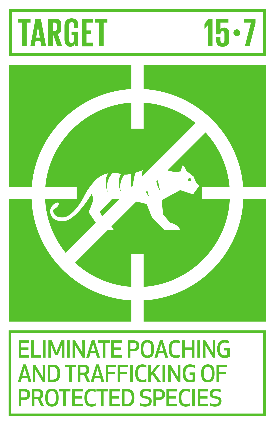 TARGET 15·7
ELIMINATE POACHING
AND TRAFFICKING OF
PROTECTED SPECIES